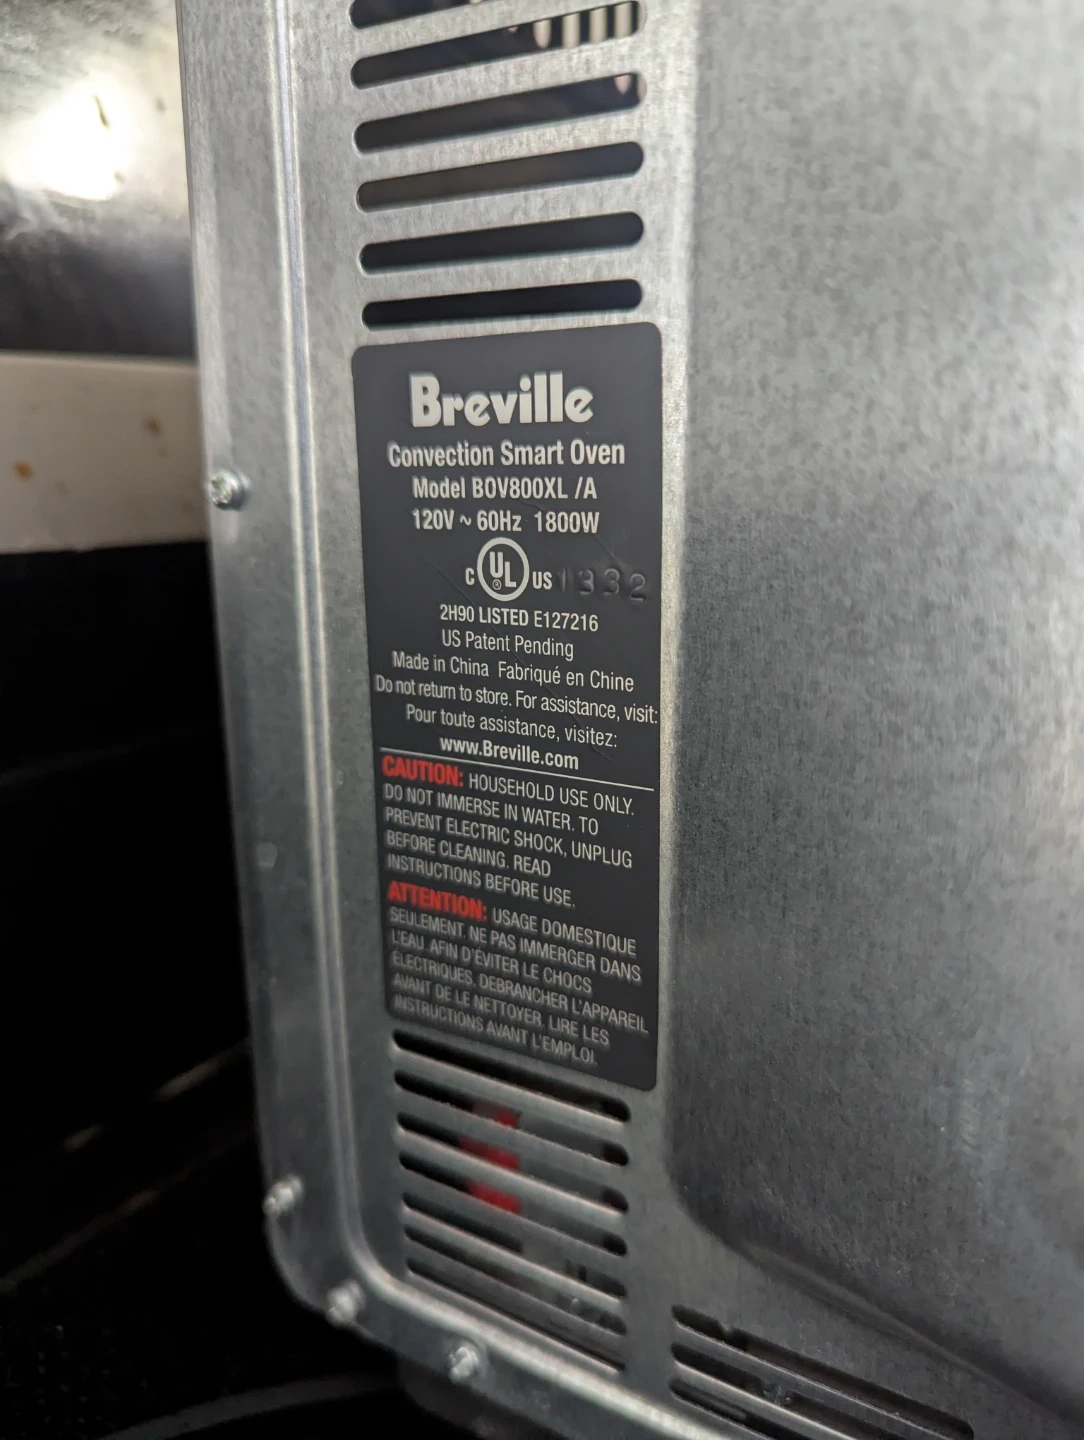 Breville
Convection Smart Oven
Model BOV800XL /A
120V ~ 60Hz 1800W
C UL ® US 1332
2H90 LISTED E127216
US Patent Pending
Made in China Fabriqué en Chine
Do not return to store. For assistance, visit:
Pour toute assistance, visitez:
www.Breville.com
CAUTION: HOUSEHOLD USE ONLY.
DO NOT IMMERSE IN WATER. TO
PREVENT ELECTRIC SHOCK, UNPLUG
BEFORE CLEANING. READ
INSTRUCTIONS BEFORE USE.
ATTENTION: USAGE DOMESTIQUE
SEULEMENT. NE PAS IMMERGER DANS
L'EAU. AFIN D'ÉVITER LE CHOCS
ÉLECTRIQUES, DEBRANCHER L'APPAREIL
AVANT DE LE NETTOYER. LIRE LES
INSTRUCTIONS AVANT L'EMPLOI.